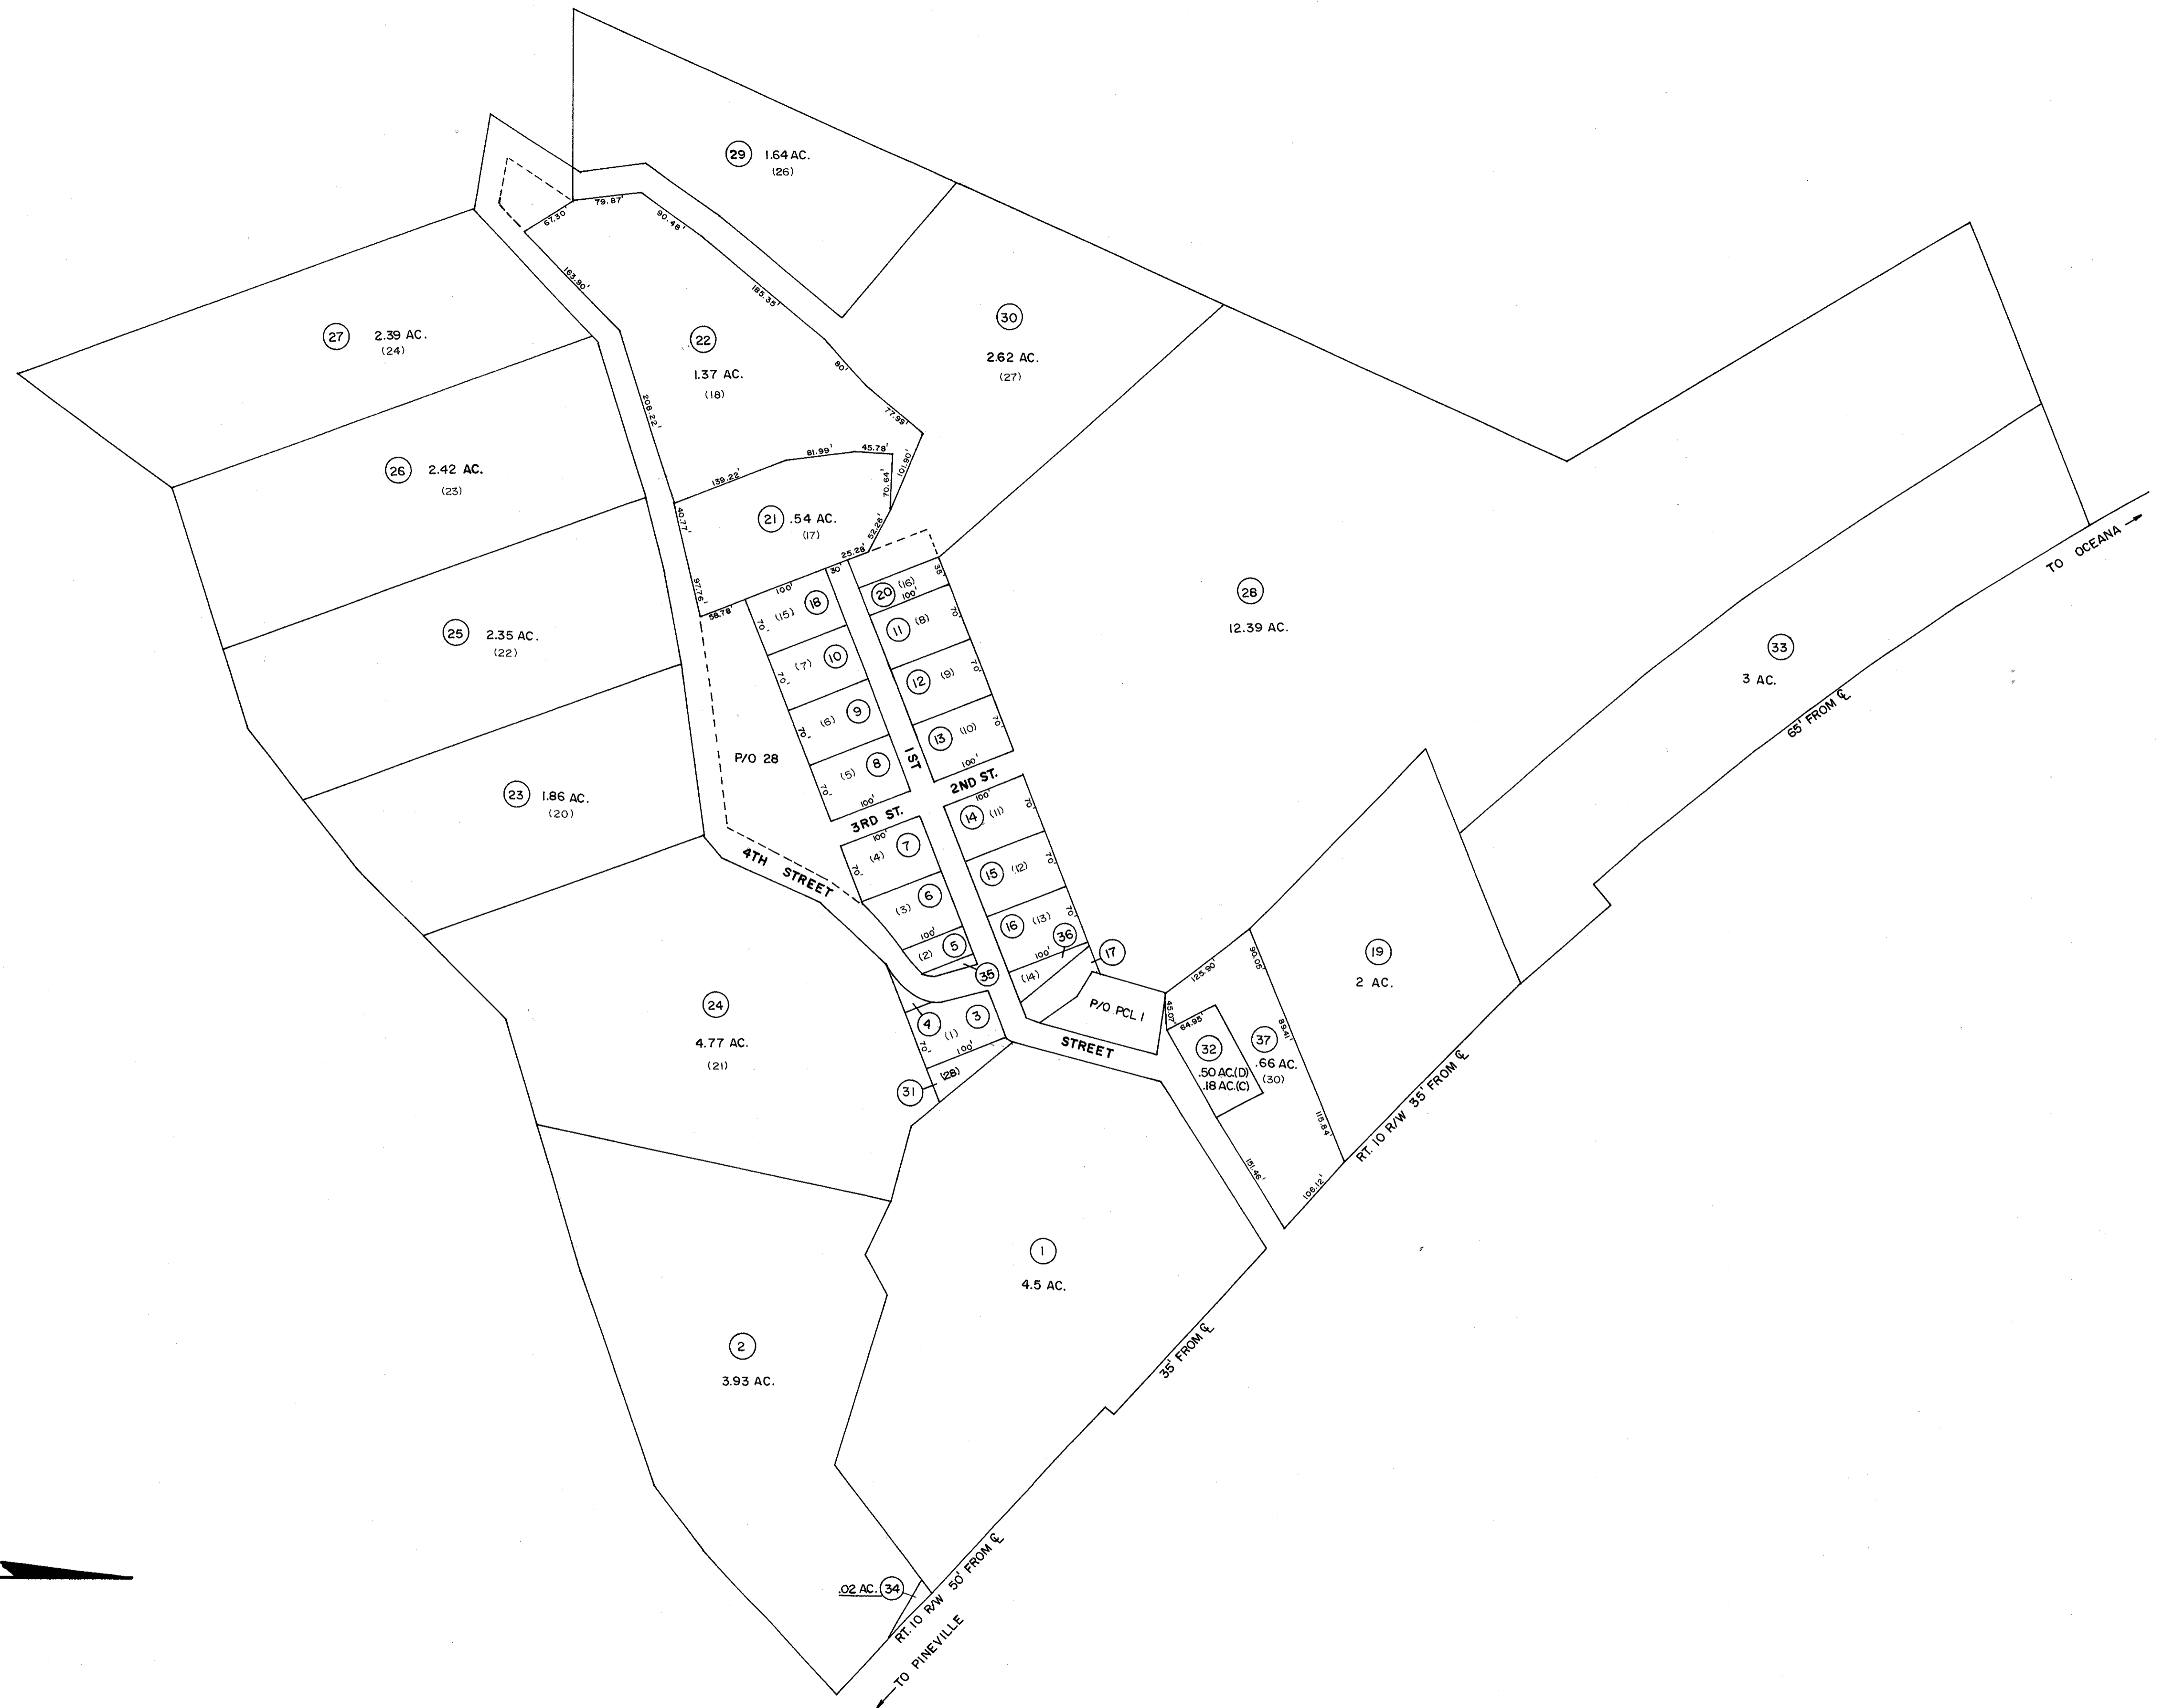 29 1.64 AC.
(26)
67.30'
79.87'
90.48'
163.90'
185.35'
27 2.39 AC.
(24)
22
1.37 AC.
(18)
30
2.62 AC.
(27)
80'
77.99'
208.22'
26 2.42 AC.
(23)
139.22'
81.99'
45.78'
101.90'
70.64'
40.77'
21 .54 AC.
(17)
52.26'
25.28'
97.76'
58.78'
100'
30'
35'
TO OCEANA
20 (16)
100'
28
12.39 AC.
(15) 18
70'
11 (8)
70'
25 2.35 AC.
(22)
33
3 AC.
65' FROM ℄
(7) 10
70'
12 (9)
70'
(6) 9
70'
13 (10)
70'
100'
P/O 28
1ST
(5) 8
70'
100'
2ND ST.
100'
23 1.86 AC.
(20)
3RD ST.
100'
14 (11)
70'
(4) 7
70'
4TH STREET
15 (12)
70'
(3) 6
100'
16 (13)
70'
36
100'
17
(2) 5
35
(14)
19
2 AC.
125.90'
90.05'
24
4.77 AC.
(21)
4
(1) 3
70'
100'
P/O PCL 1
45.07'
64.95'
89.41'
STREET
32
.50 AC.(D)
.18 AC.(C)
37
.66 AC.
(30)
31 (28)
115.84'
RT. 10 R/W 35' FROM ℄
151.46'
106.12'
1
4.5 AC.
35' FROM ℄
2
3.93 AC.
.02 AC. 34
RT. 10 R/W 50' FROM ℄
TO PINEVILLE